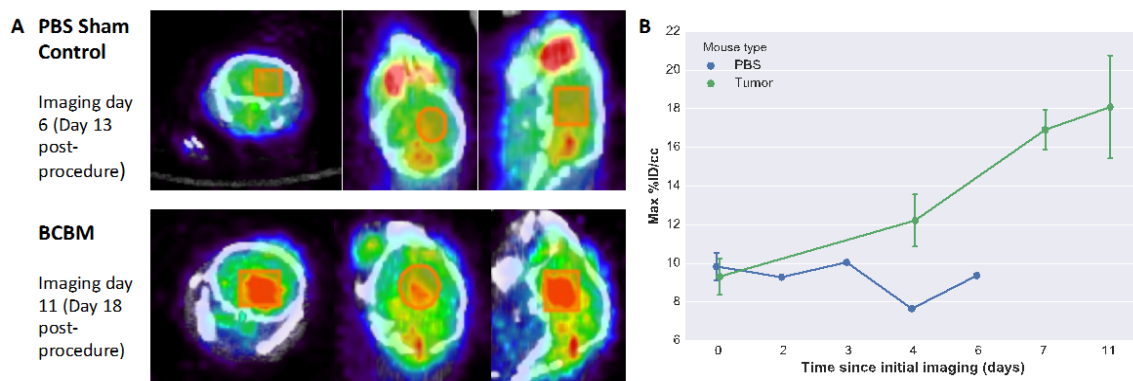 A PBS Sham
Control
Imaging day
6 (Day 13
post-
procedure)
BCBM
Imaging day
11 (Day 18
post-
procedure)
B
Mouse type
PBS
Tumor
Max %ID/cc
20
18
16
14
12
10
8
6
0 2 3 4 6 7 11
Time since initial imaging (days)